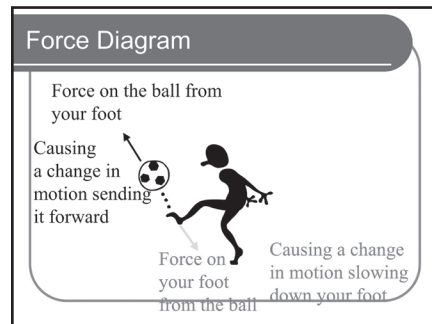 Force Diagram
Force on the ball from
your foot
Causing
a change in
motion sending
it forward
Force on
your foot
from the ball
Causing a change
in motion slowing
down your foot